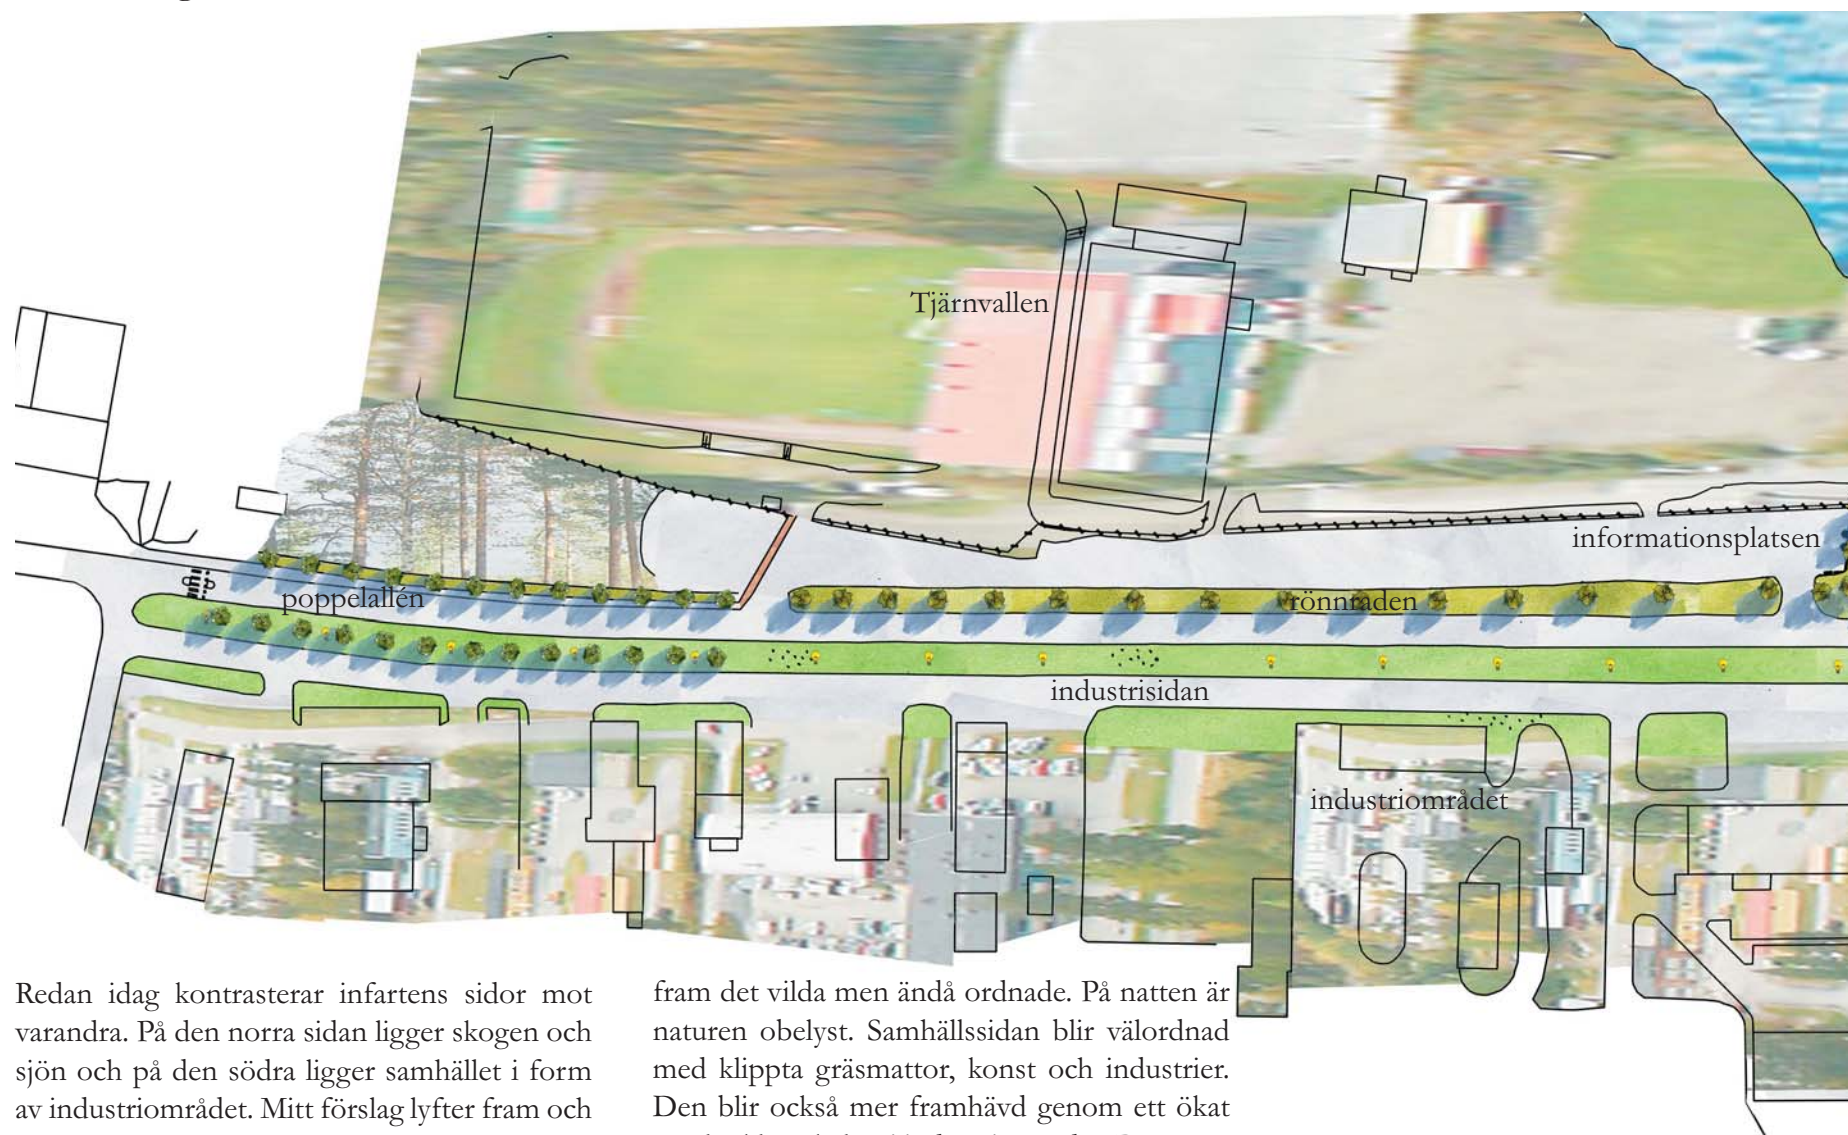 Tjärnvallen
informationsplatsen
poppelallén
rönnraden
industrisidan
industriområdet
Redan idag kontrasterar infartens sidor mot
varandra. På den norra sidan ligger skogen och
sjön och på den södra ligger samhället i form
av industriområdet. Mitt förslag lyfter fram och
fram det vilda men ändå ordnade. På natten är
naturen obelyst. Samhällssidan blir välordnad
med klippta gräsmattor, konst och industrier.
Den blir också mer framhävd genom ett ökat